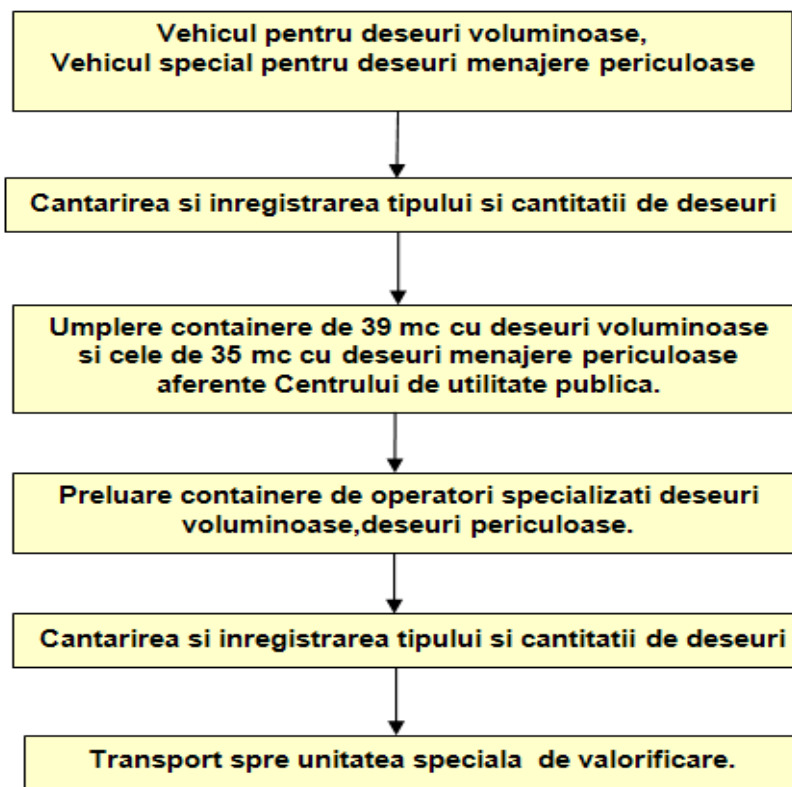 Vehicul pentru deseuri voluminoase,
Vehicul special pentru deseuri menajere periculoase
Cantarirea si inregistrarea tipului si cantitatii de deseuri
Umplere containere de 39 mc cu deseuri voluminoase
si cele de 35 mc cu deseuri menajere periculoase
aferente Centrului de utilitate publica.
Preluare containere de operatori specializati deseuri
voluminoase,deseuri periculoase.
Cantarirea si inregistrarea tipului si cantitatii de deseuri
Transport spre unitatea speciala de valorificare.